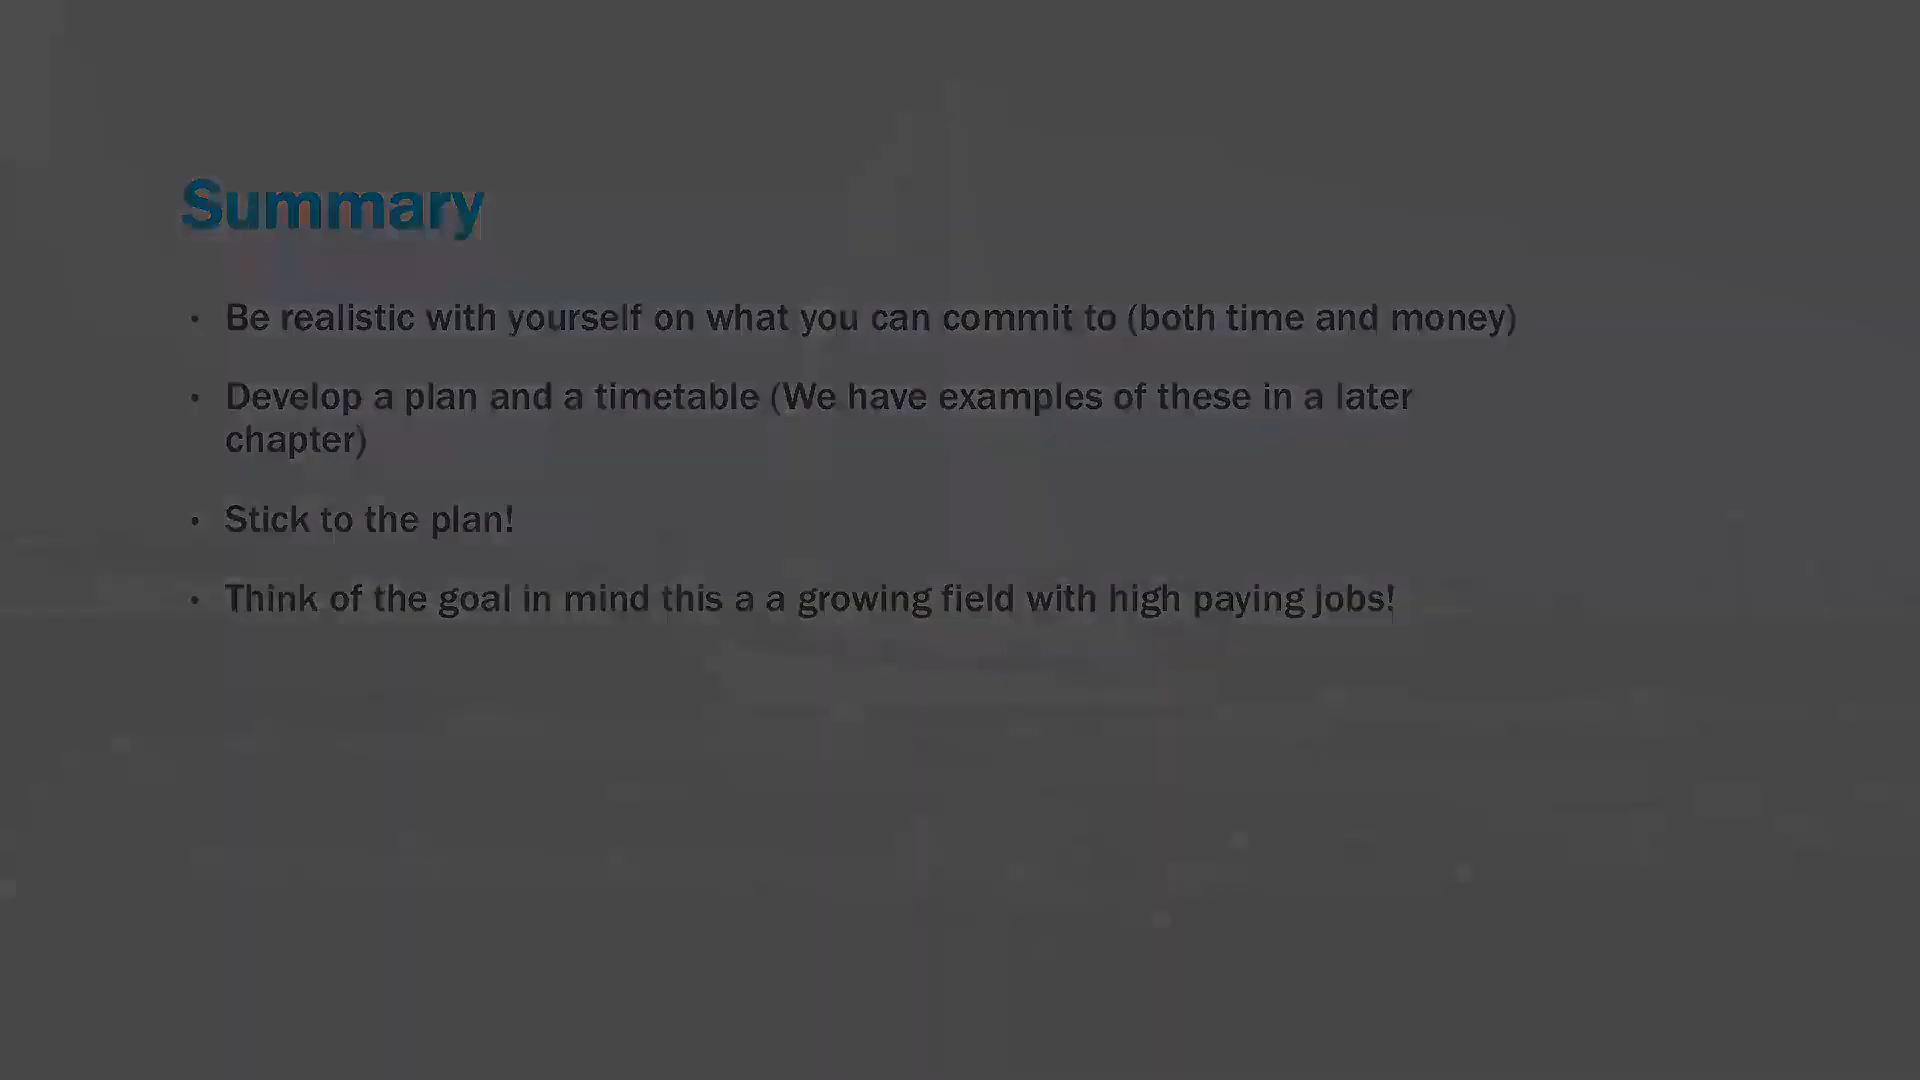 Summary
• Be realistic with yourself on what you can commit to (both time and money)
• Develop a plan and a timetable (We have examples of these in a later
chapter)
• Stick to the plan!
• Think of the goal in mind this a a growing field with high paying jobs!